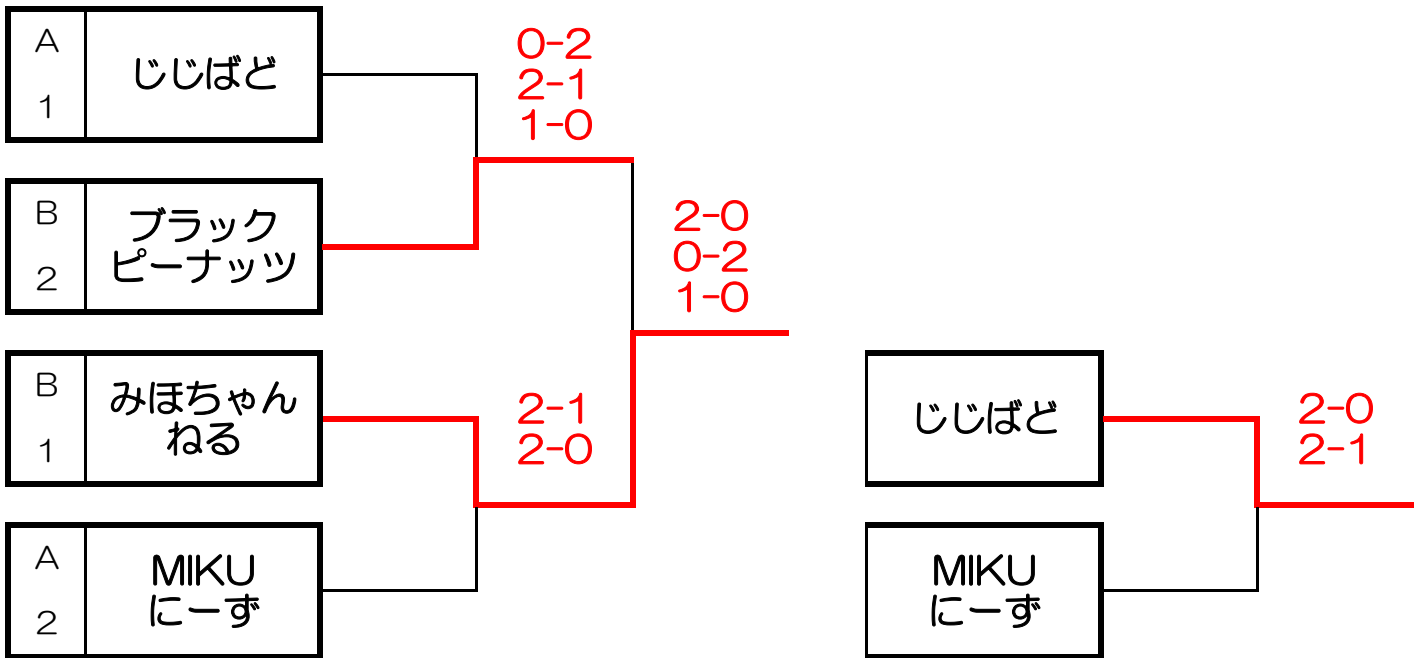 A
1
じじばど
0-2
2-1
1-0
B
2
ブラック
ピーナッツ
2-0
0-2
1-0
B
1
みほちゃん
ねる
2-1
2-0
A
2
MIKU
にーず
じじばど
2-0
2-1
MIKU
にーず